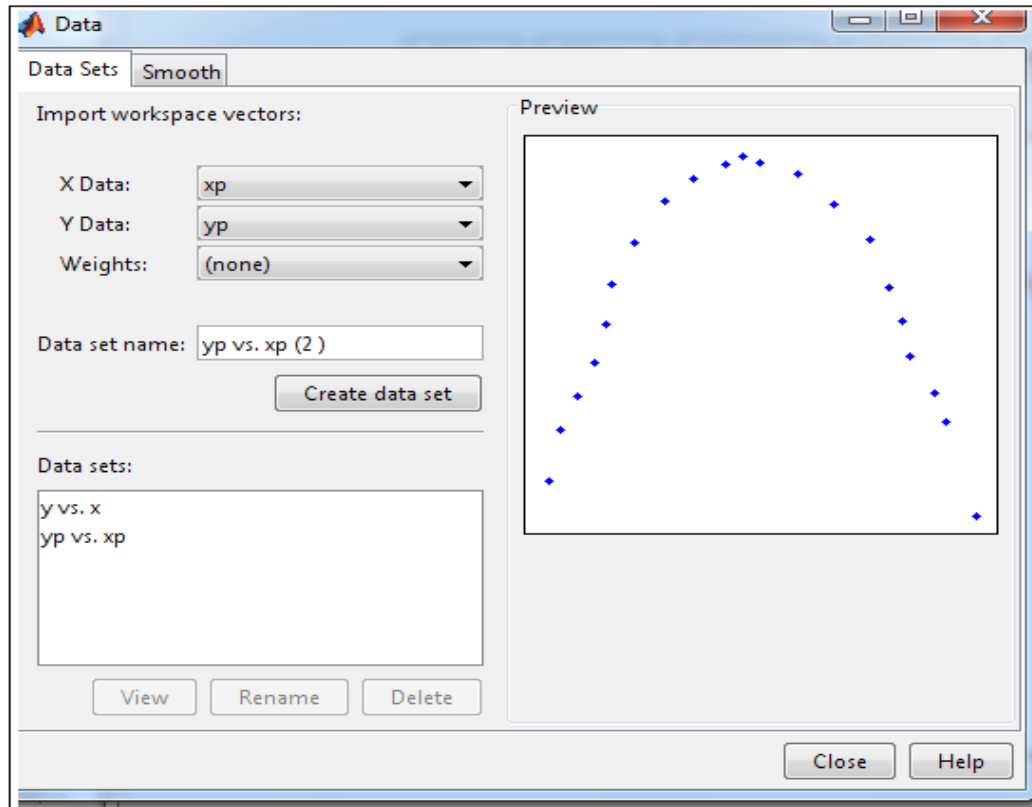 Data
Data Sets
Smooth
Import workspace vectors:
X Data:
xp
Y Data:
yp
Weights:
(none)
Data set name:
yp vs. xp (2 )
Create data set
Data sets:
y vs. x
yp vs. xp
View
Rename
Delete
Preview
Close
Help